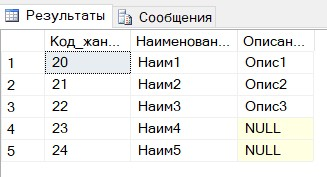 Результаты Сообщения
Код_жан... Наименован... Описан...
1 20 Наим1 Опис1
2 21 Наим2 Опис2
3 22 Наим3 Опис3
4 23 Наим4 NULL
5 24 Наим5 NULL